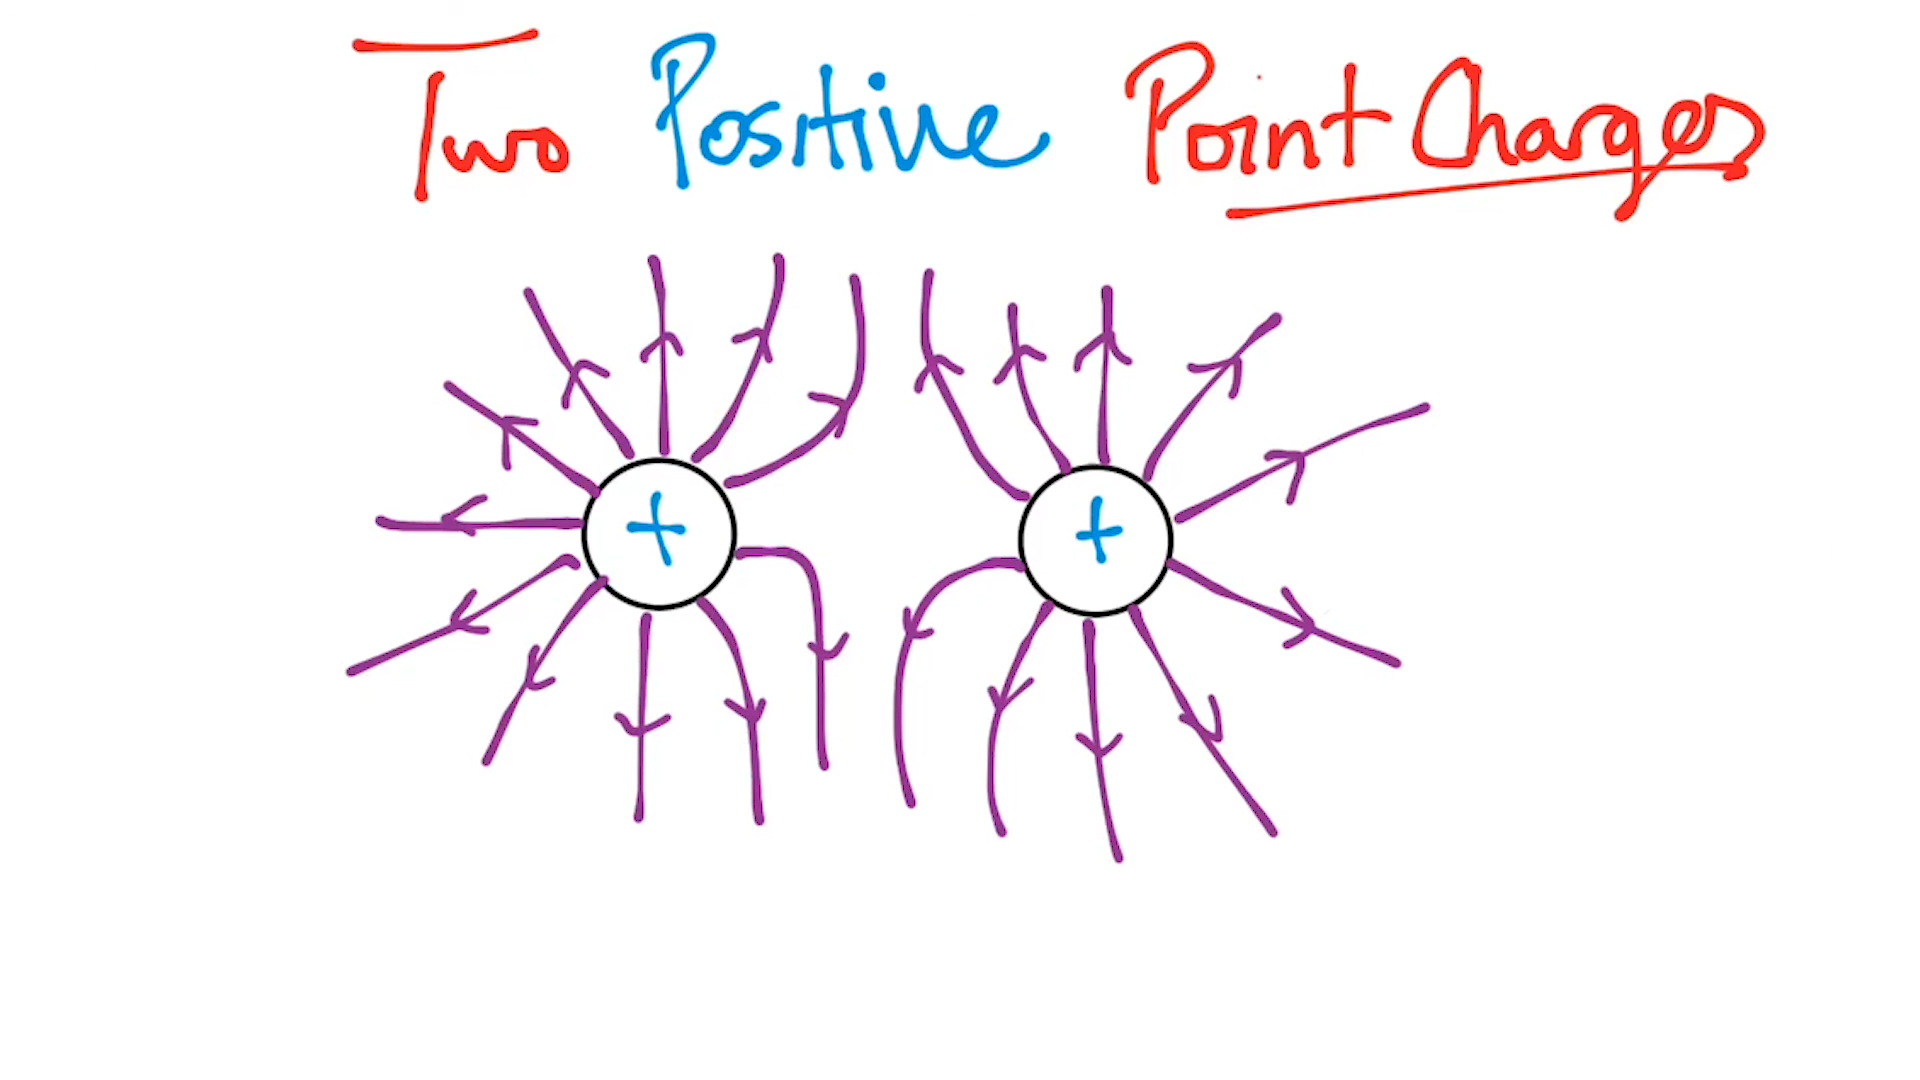 Two Positive Point Charges
+ +